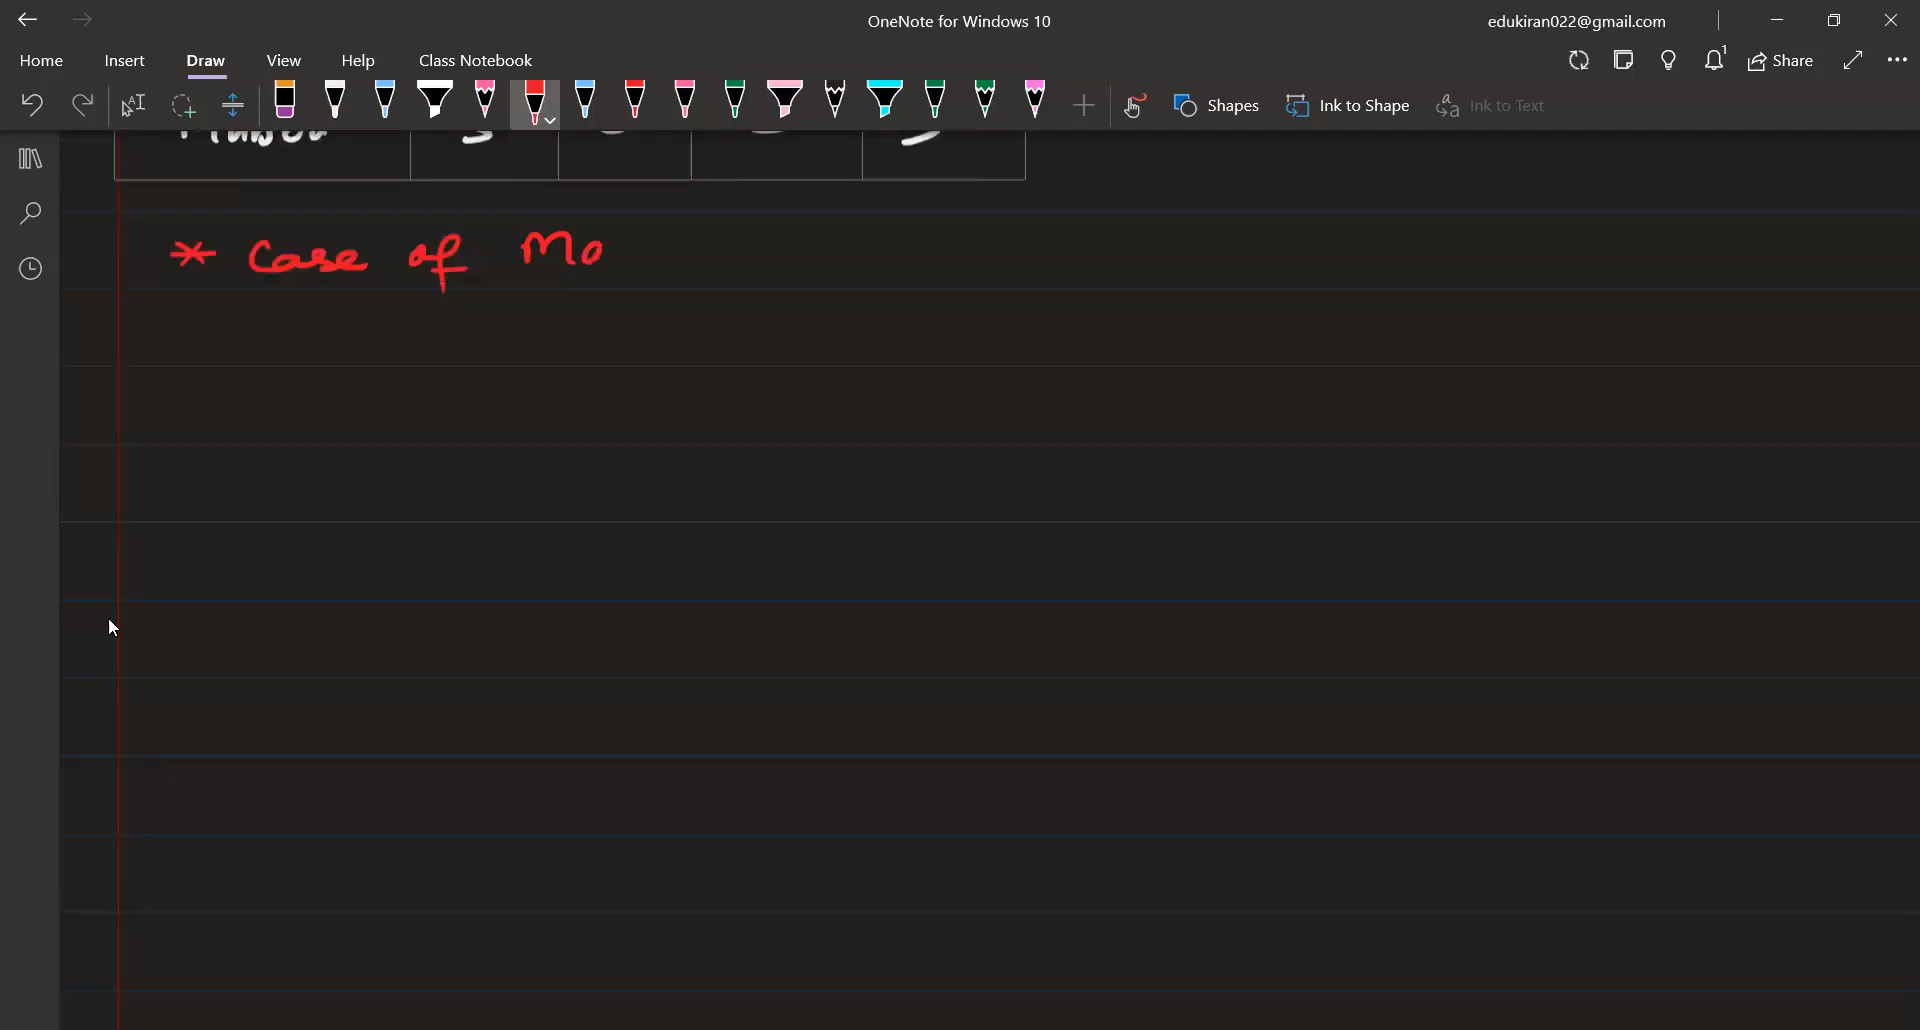 OneNote for Windows 10
edukiran022@gmail.com
Home Insert Draw View Help Class Notebook
1
Share
Shapes Ink to Shape Ink to Text
* Case of Mo